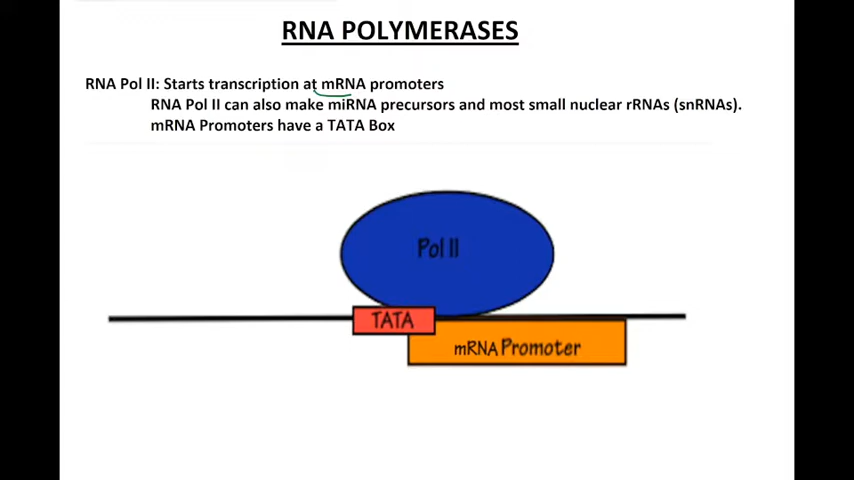 RNA POLYMERASES
RNA Pol II: Starts transcription at mRNA promoters
RNA Pol II can also make miRNA precursors and most small nuclear rRNAs (snRNAs).
mRNA Promoters have a TATA Box
Pol II
TATA
mRNA Promoter